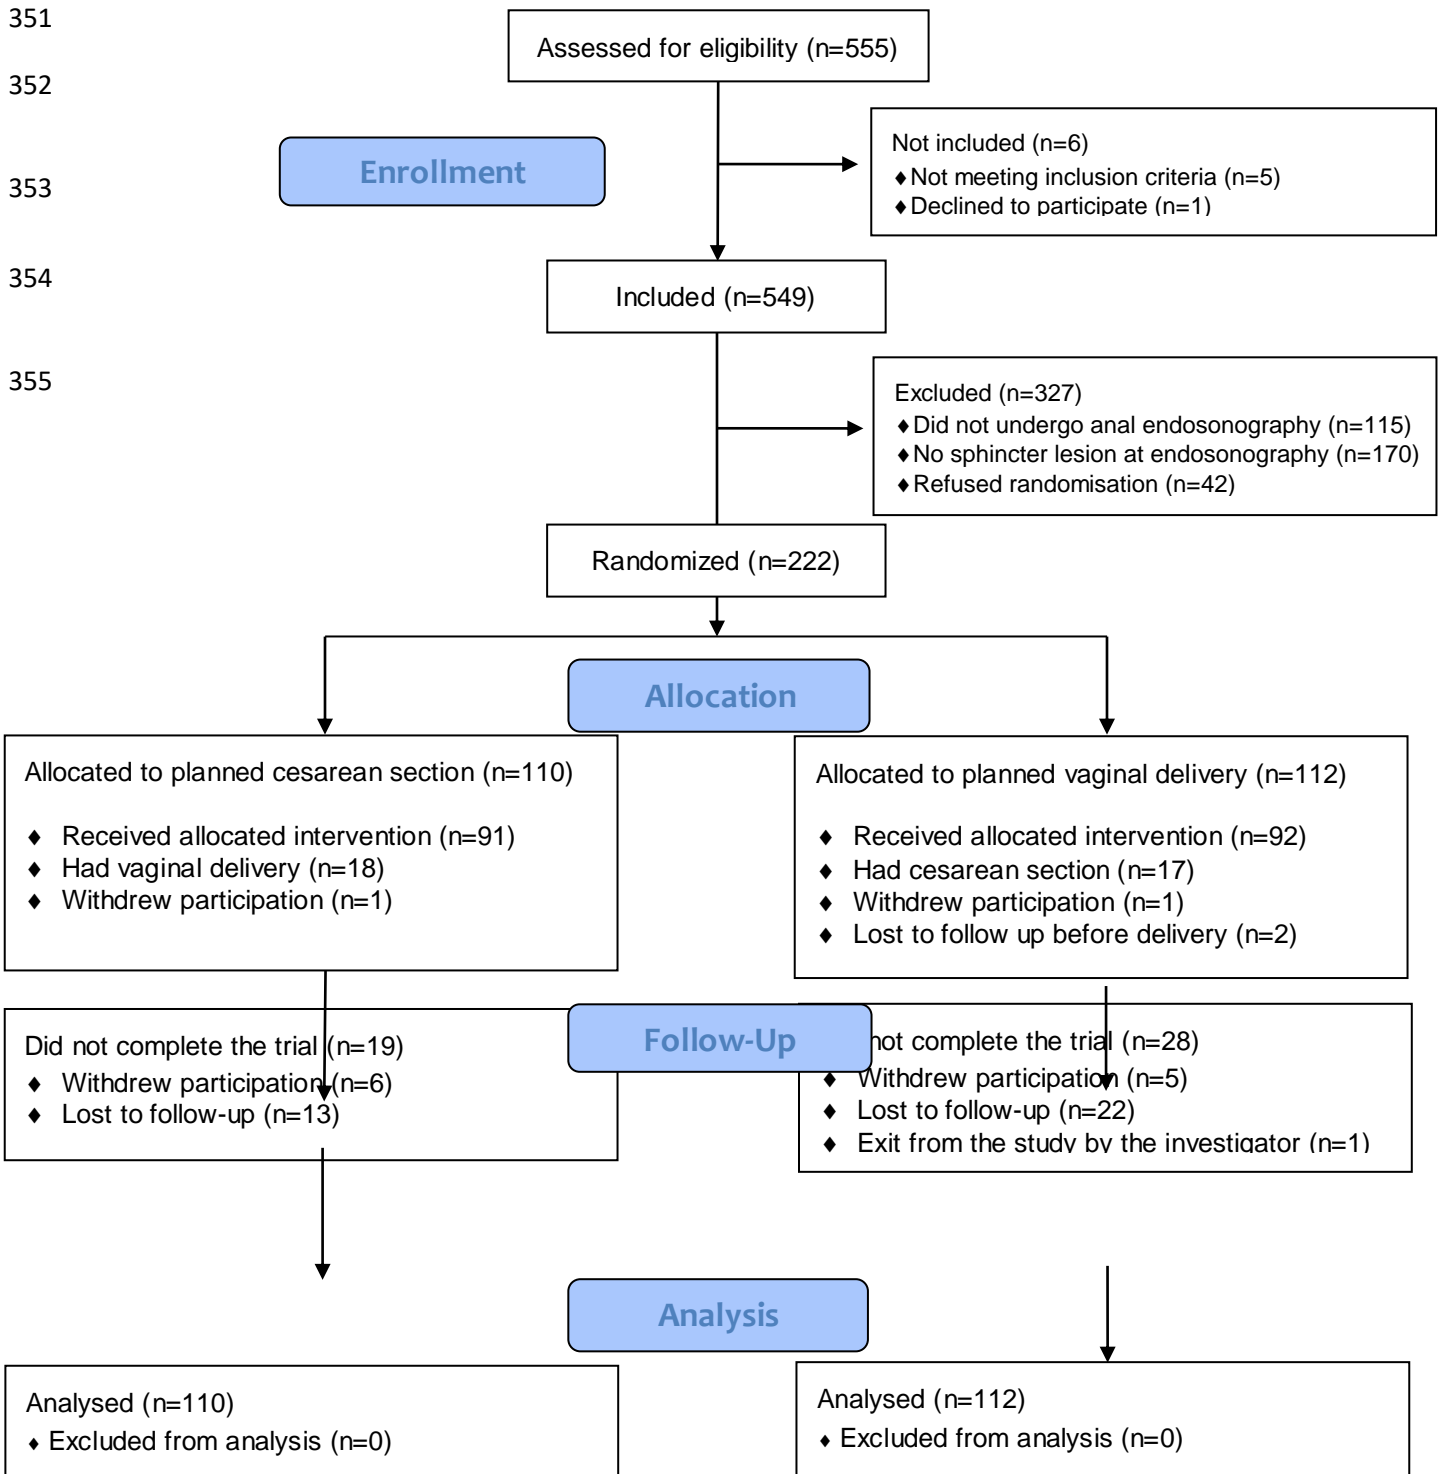 351
Assessed for eligibility (n=555)
352
Not included (n=6)
♦Not meeting inclusion criteria (n=5)
♦Declined to participate (n=1)
Enrollment
353
354
Included (n=549)
355
Excluded (n=327)
♦Did not undergo anal endosonography (n=115)
♦No sphincter lesion at endosonography (n=170)
♦Refused randomisation (n=42)
Randomized (n=222)
Allocation
Allocated to planned cesarean section (n=110)
♦ Received allocated intervention (n=91)
♦ Had vaginal delivery (n=18)
♦ Withdrew participation (n=1)
Allocated to planned vaginal delivery (n=112)
♦ Received allocated intervention (n=92)
♦ Had cesarean section (n=17)
♦ Withdrew participation (n=1)
♦ Lost to follow up before delivery (n=2)
Follow-Up
Did not complete the trial (n=19)
♦ Withdrew participation (n=6)
♦ Lost to follow-up (n=13)
not complete the trial (n=28)
♦ Withdrew participation (n=5)
♦ Lost to follow-up (n=22)
♦ Exit from the study by the investigator (n=1)
Analysis
Analysed (n=110)
♦ Excluded from analysis (n=0)
Analysed (n=112)
♦ Excluded from analysis (n=0)